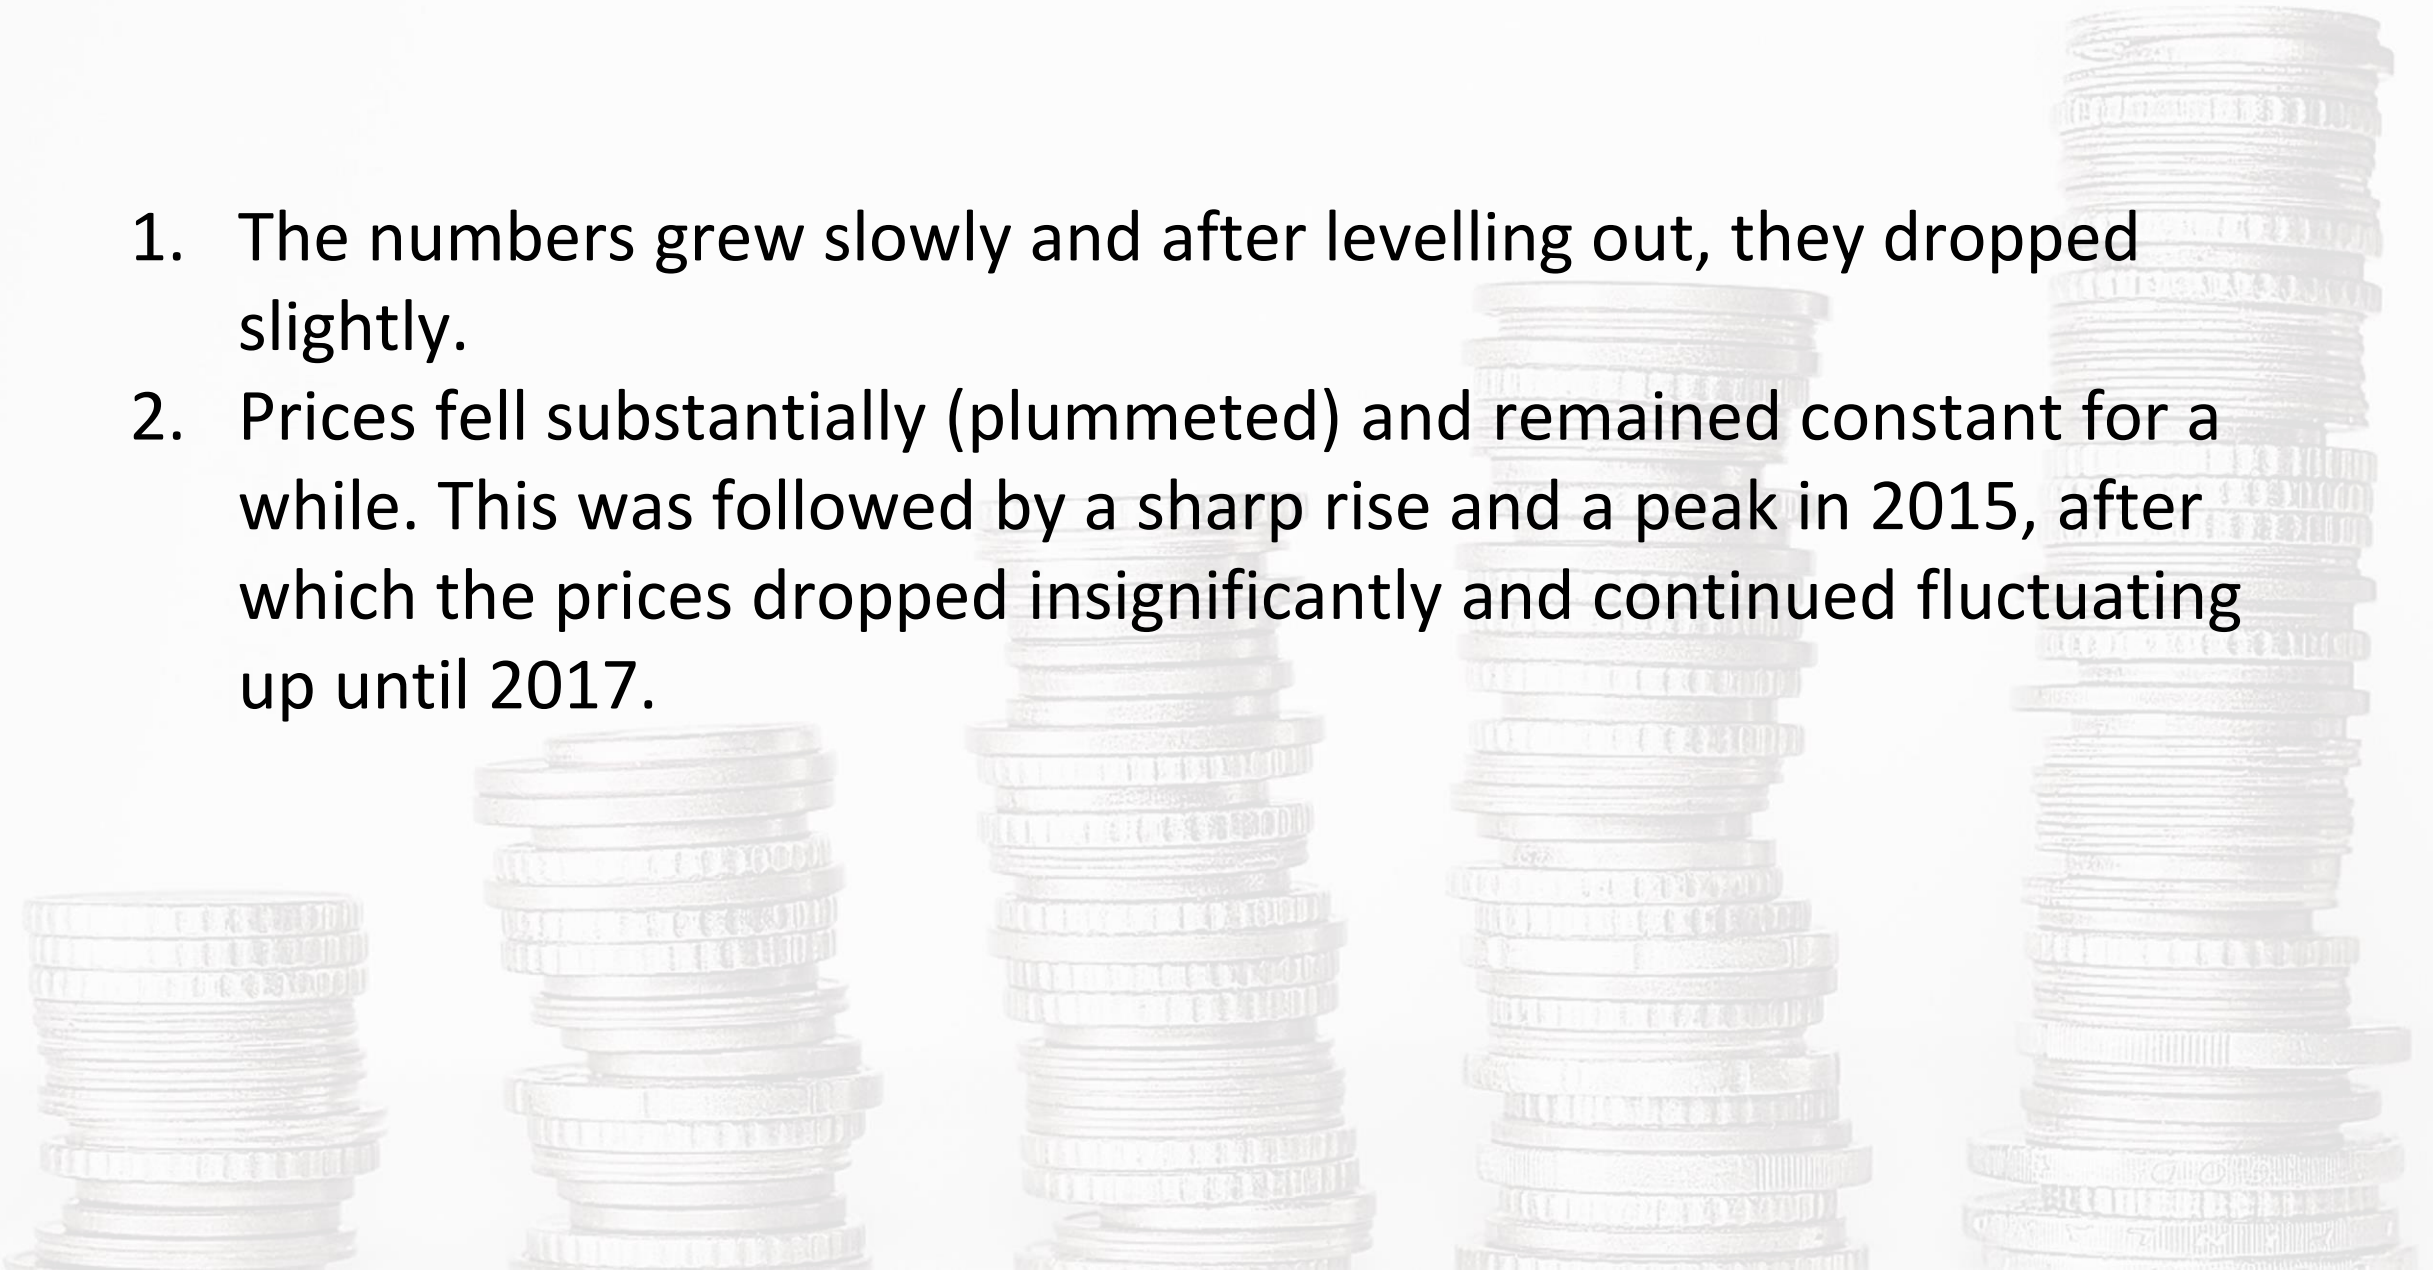 1. The numbers grew slowly and after levelling out, they dropped
slightly.
2. Prices fell substantially (plummeted) and remained constant for a
while. This was followed by a sharp rise and a peak in 2015, after
which the prices dropped insignificantly and continued fluctuating
up until 2017.